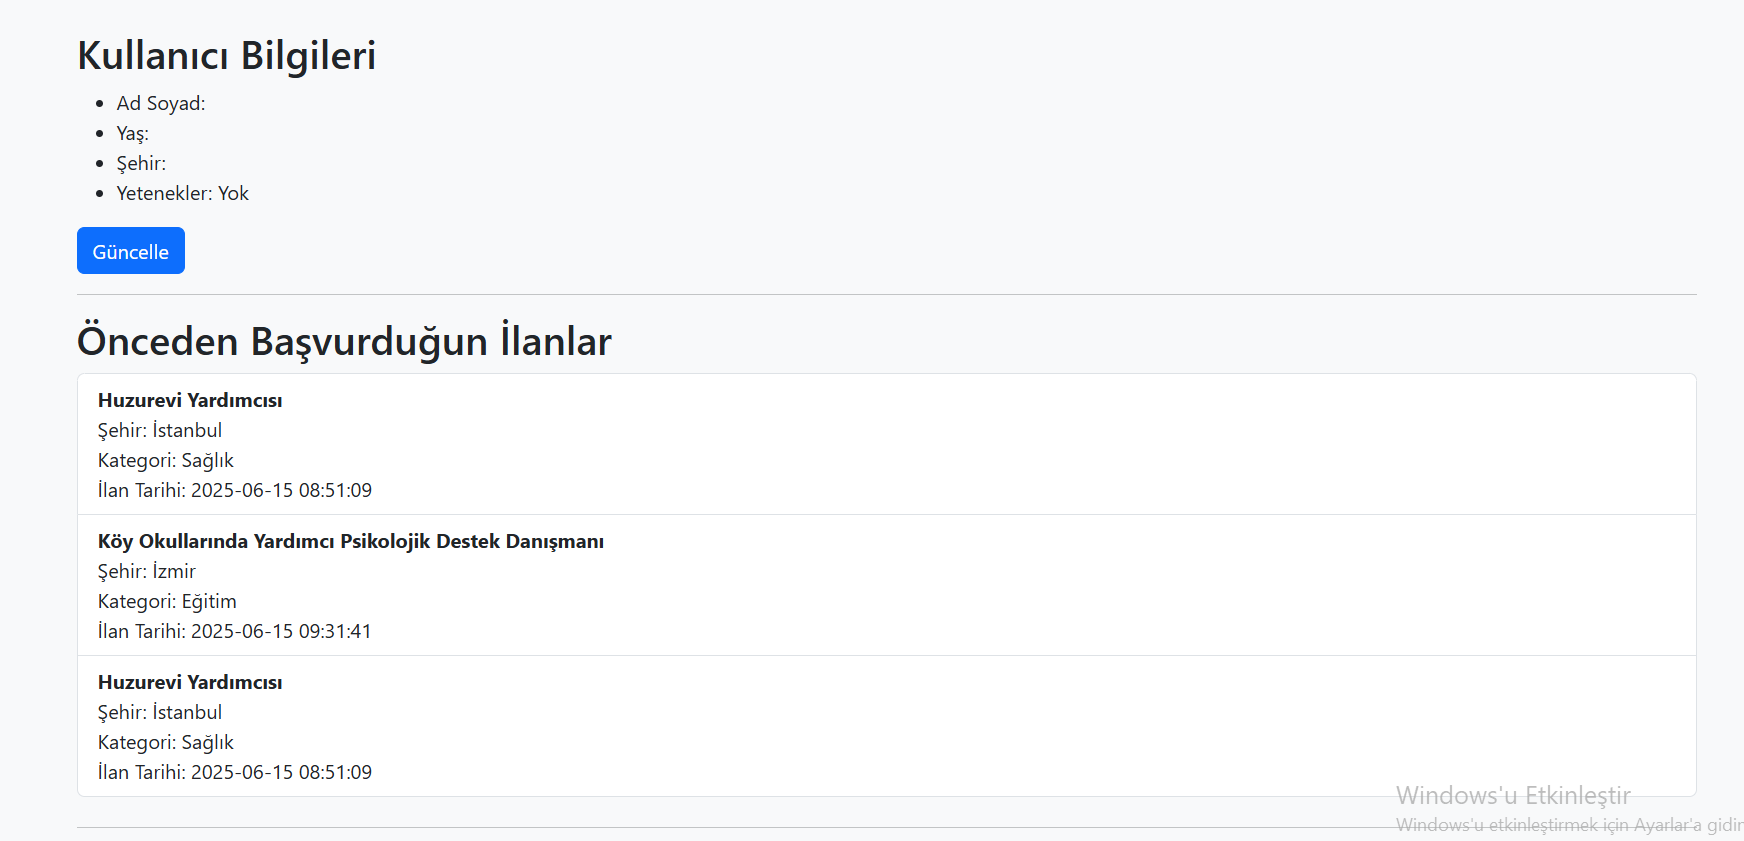 Kullanıcı Bilgileri
Ad Soyad:
Yaş:
Şehir:
Yetenekler: Yok
Güncelle
Önceden Başvurduğun İlanlar
Huzurevi Yardımcısı
Şehir: İstanbul
Kategori: Sağlık
İlan Tarihi: 2025-06-15 08:51:09
Köy Okullarında Yardımcı Psikolojik Destek Danışmanı
Şehir: İzmir
Kategori: Eğitim
İlan Tarihi: 2025-06-15 09:31:41
Huzurevi Yardımcısı
Şehir: İstanbul
Kategori: Sağlık
İlan Tarihi: 2025-06-15 08:51:09
Windows'u Etkinleştir
Windows'u etkinleştirmek için Ayarlar'a gidin